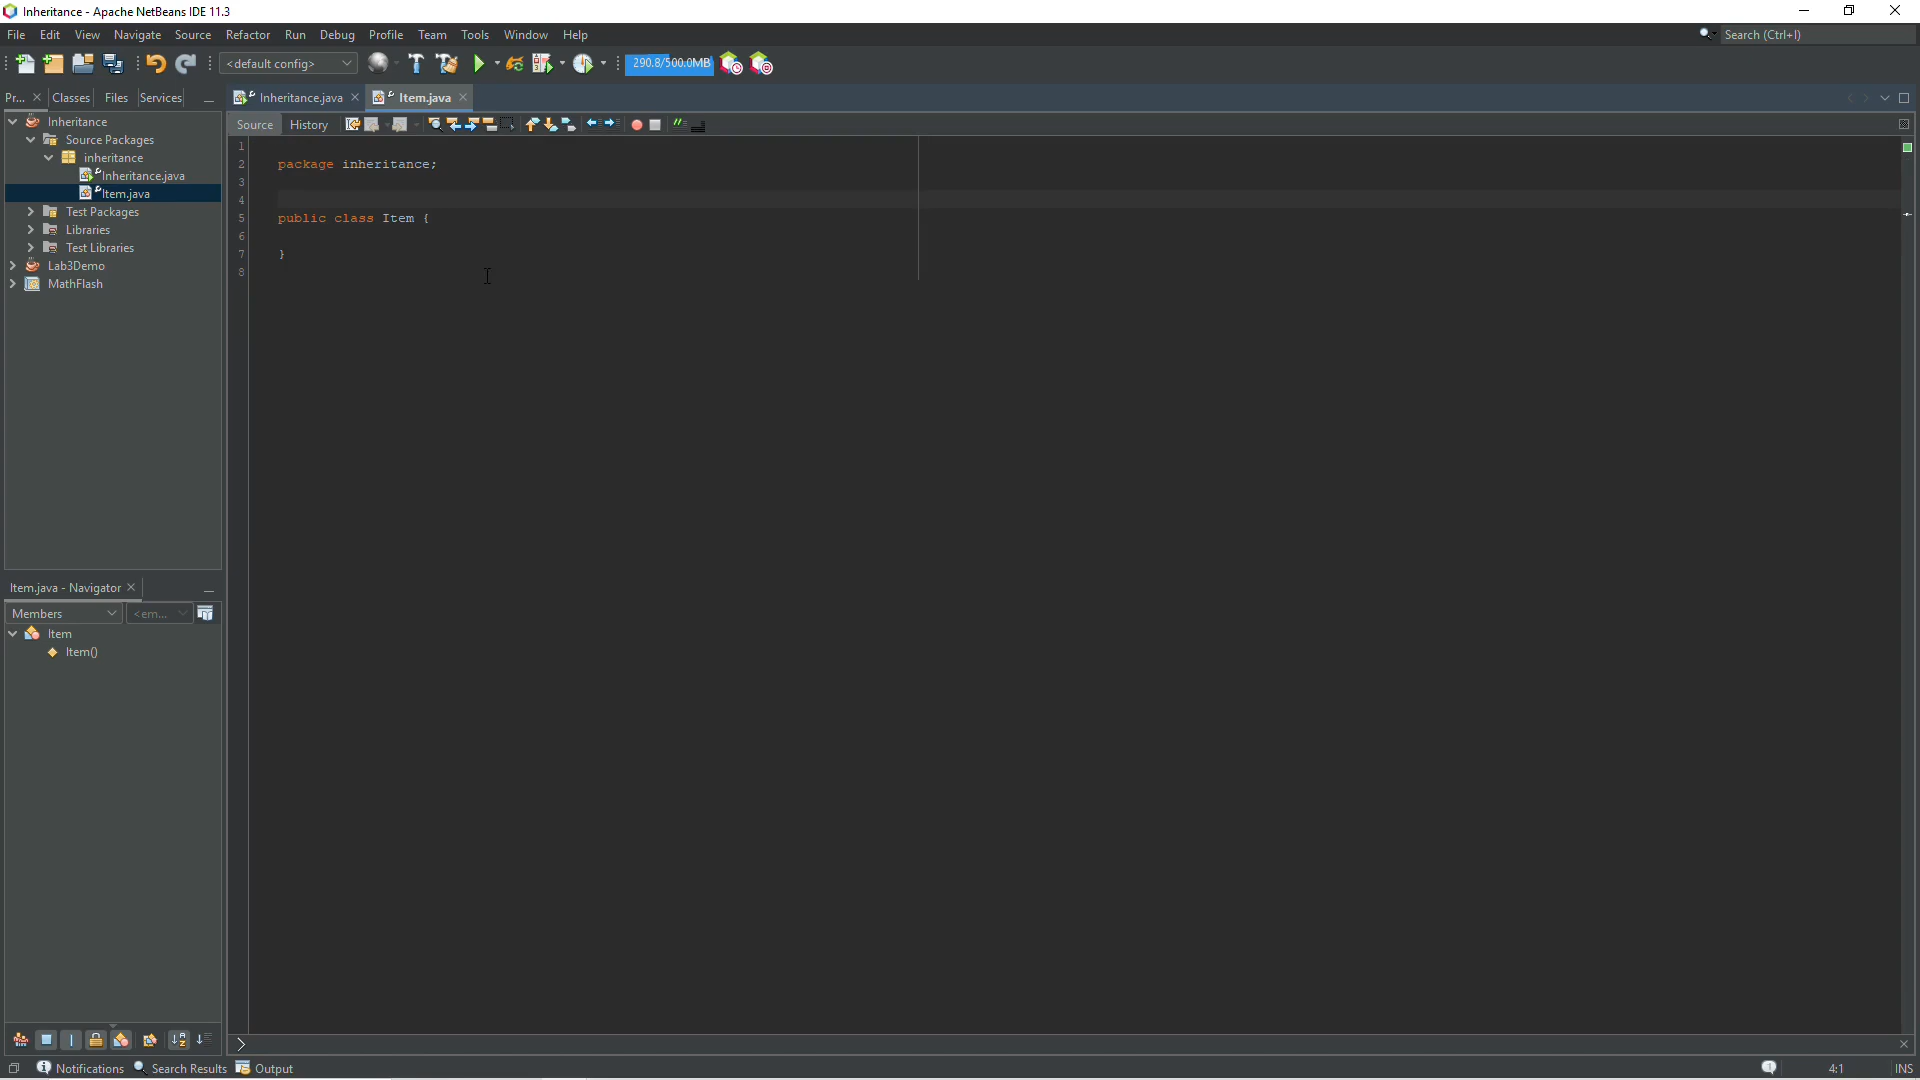 Inheritance - Apache NetBeans IDE 11.3
File Edit View Navigate Source Refactor Run Debug Profile Team Tools Window Help
Search (Ctrl+I)
<default config>
290.8/500.0MB
Pr... Classes Files Services
Inheritance.java Item.java
Source History
Inheritance
Source Packages
inheritance
Inheritance.java
Item.java
Test Packages
Libraries
Test Libraries
Lab3Demo
MathFlash
1
2 package inheritance;
3
4
5 public class Item {
6
7 }
8
Item.java - Navigator
Members <em...
Item
Item()
Notifications Search Results Output
1
4:1 INS